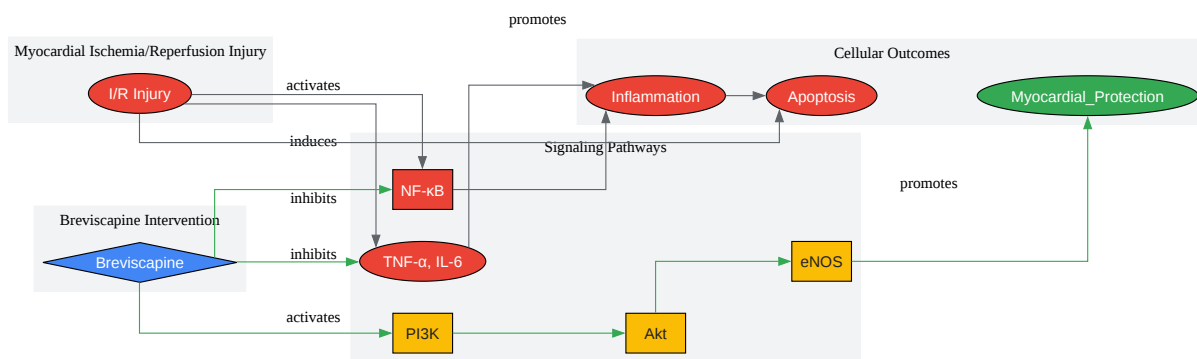 promotes
Myocardial Ischemia/Reperfusion Injury
Cellular Outcomes
I/R Injury
activates
Inflammation
Apoptosis
Myocardial_Protection
induces
Signaling Pathways
NF-κB
inhibits
promotes
Breviscapine Intervention
Breviscapine
inhibits
TNF-α, IL-6
eNOS
activates
PI3K
Akt